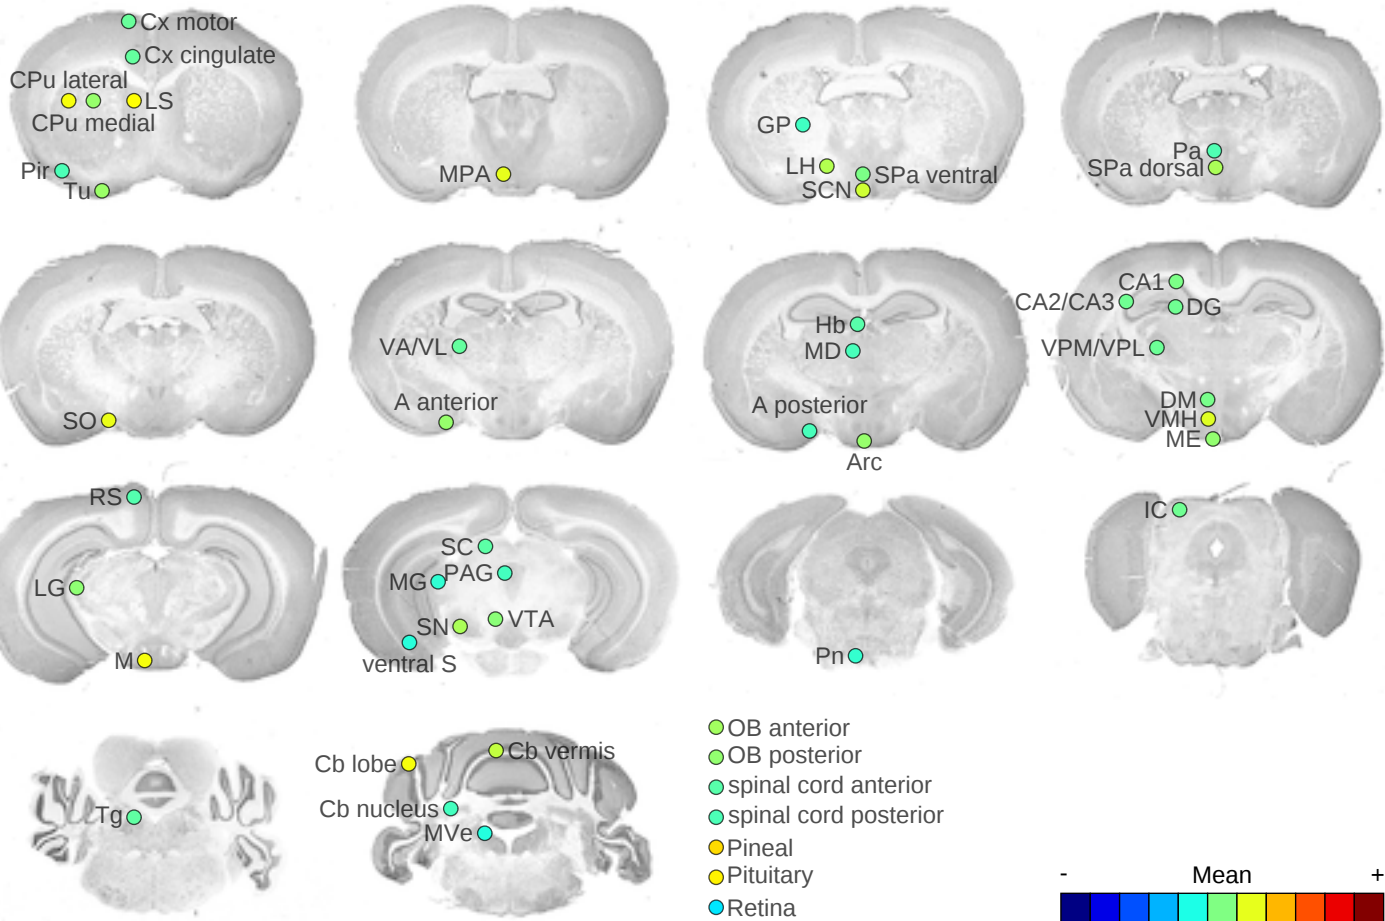 Cx motor
Cx cingulate
CPu lateral
LS
CPu medial
Pir
Tu
MPA
GP
LH
SPa ventral
SCN
Pa
SPa dorsal
SO
VA/VL
A anterior
Hb
MD
A posterior
Arc
CA1
CA2/CA3
DG
VPM/VPL
DM
VMH
ME
RS
LG
M
SC
MG
PAG
SN
VTA
ventral S
Pn
IC
Tg
Cb lobe
Cb vermis
Cb nucleus
MVe
OB anterior
OB posterior
spinal cord anterior
spinal cord posterior
Pineal
Pituitary
Retina
- Mean +